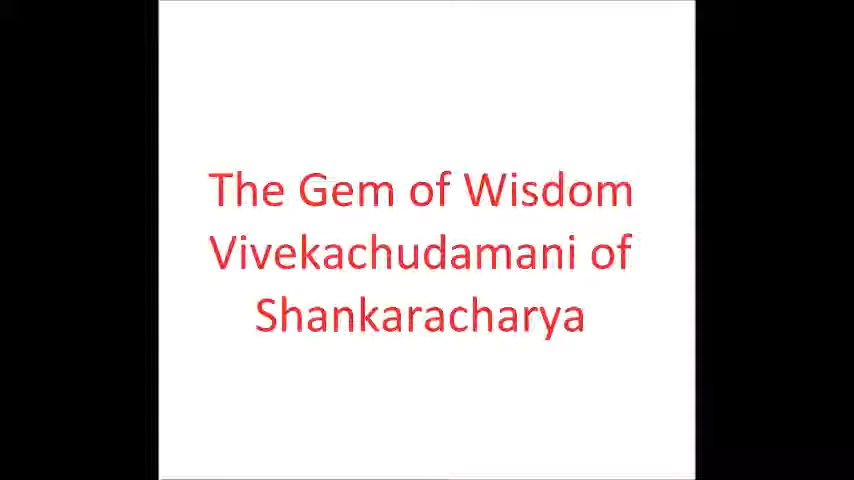 The Gem of Wisdom
Vivekachudamani of
Shankaracharya